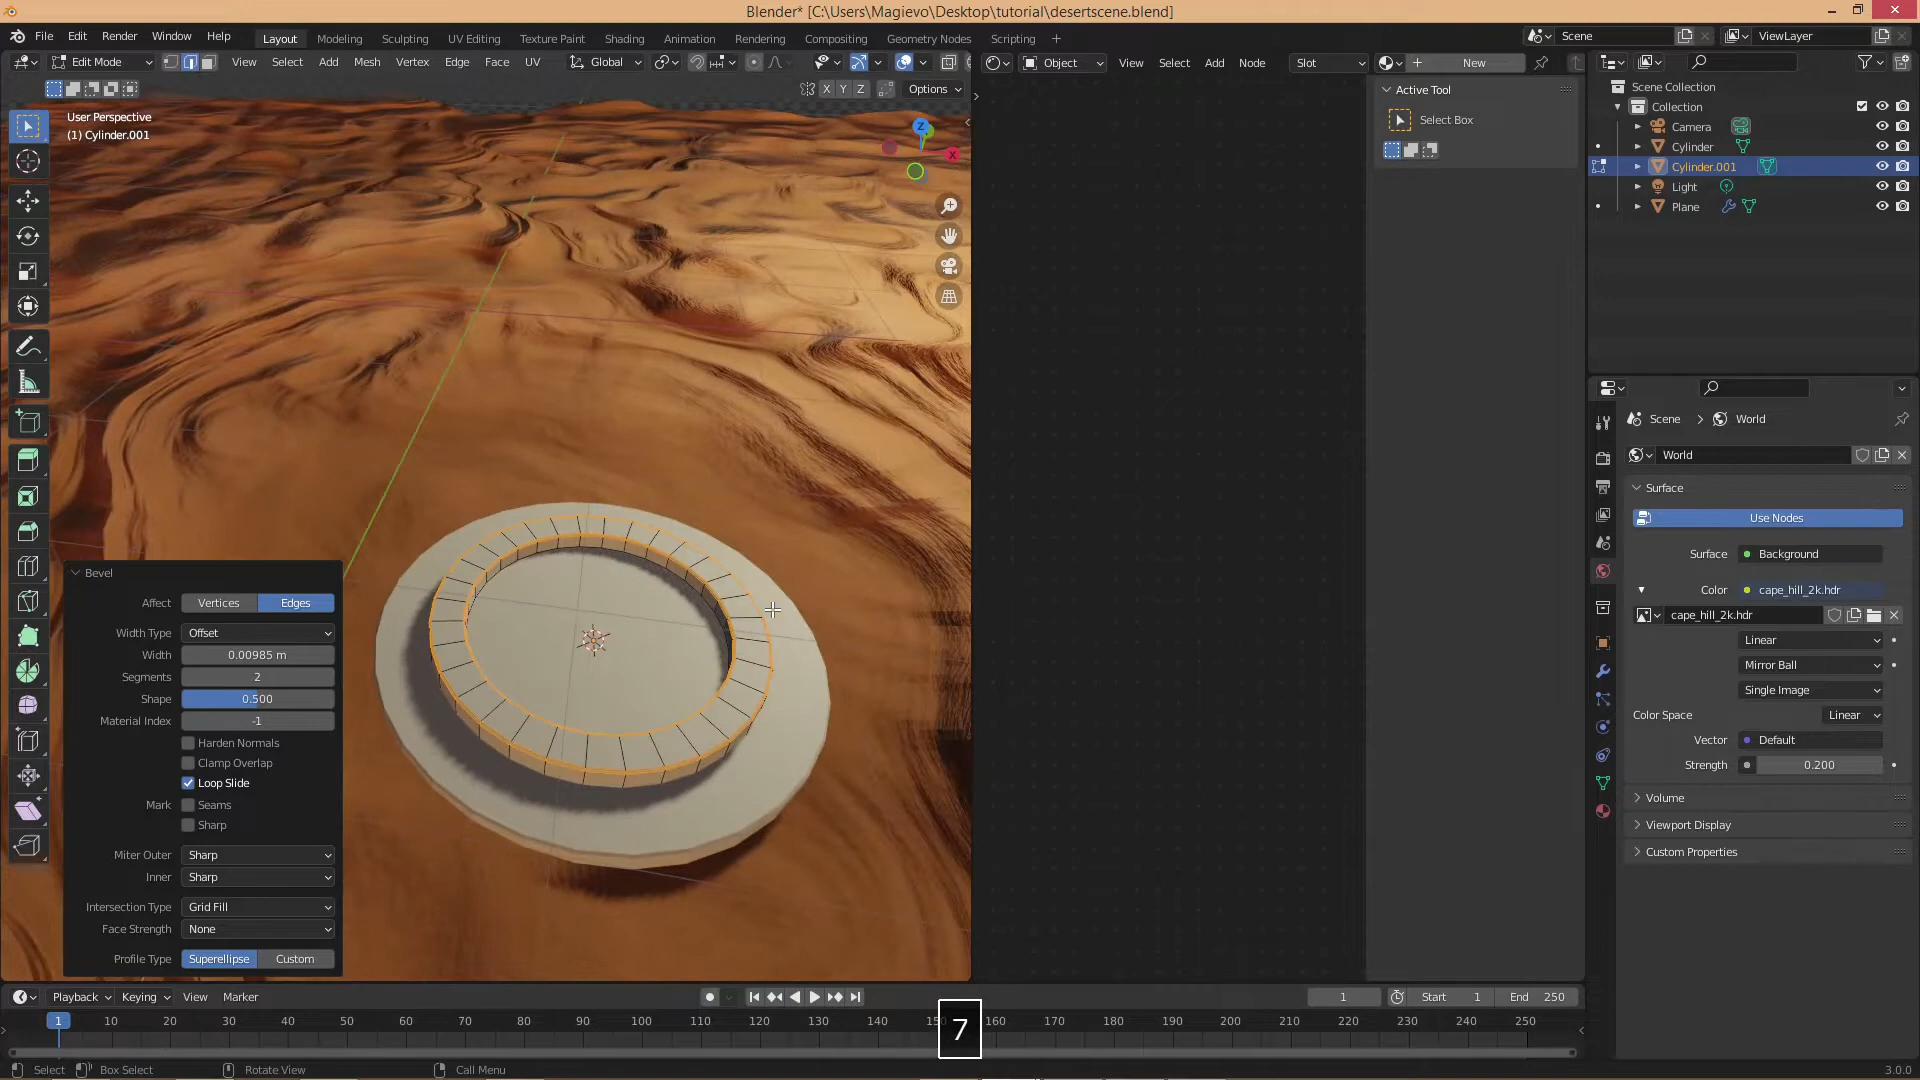 Blender* [C:\Users\Magievo\Desktop\tutorial\desertscene.blend]
File Edit Render Window Help
Layout Modeling Sculpting UV Editing Texture Paint Shading Animation Rendering Compositing Geometry Nodes Scripting +
Scene
ViewLayer
Edit Mode View Select Add Mesh Vertex Edge Face UV Global
X Y Z Options
User Perspective
(1) Cylinder.001
Z
X
Bevel
Affect Vertices Edges
Width Type Offset
Width 0.00985 m
Segments 2
Shape 0.500
Material Index -1
Harden Normals
Clamp Overlap
Loop Slide
Mark Seams
Sharp
Miter Outer Sharp
Inner Sharp
Intersection Type Grid Fill
Face Strength None
Profile Type Superellipse Custom
Object View Select Add Node Slot New
Active Tool
Select Box
Scene Collection
Collection
Camera
Cylinder
Cylinder.001
Light
Plane
Scene > World
World
Surface
Use Nodes
Surface Background
Color cape_hill_2k.hdr
cape_hill_2k.hdr
Linear
Mirror Ball
Single Image
Color Space Linear
Vector Default
Strength 0.200
Volume
Viewport Display
Custom Properties
Playback Keying View Marker
1 Start 1 End 250
1 10 20 30 40 50 60 70 80 90 100 110 120 130 140 160 170 180 190 200 210 220 230 240 250
7
Select Box Select Rotate View Call Menu
3.0.0